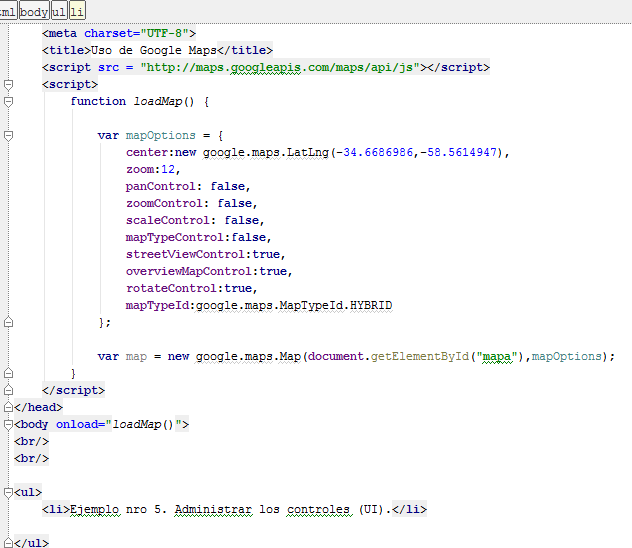 tml body ul li
<meta charset="UTF-8">
<title>Uso de Google Maps</title>
<script src = "http://maps.googleapis.com/maps/api/js"></script>
<script>
function loadMap() {
var mapOptions = {
center:new google.maps.LatLng(-34.6686986,-58.5614947),
zoom:12,
panControl: false,
zoomControl: false,
scaleControl: false,
mapTypeControl:false,
streetViewControl:true,
overviewMapControl:true,
rotateControl:true,
mapTypeId:google.maps.MapTypeId.HYBRID
};
var map = new google.maps.Map(document.getElementById("mapa"),mapOptions);
}
</script>
</head>
<body onload="loadMap()">
<br/>
<br/>
<ul>
<li>Ejemplo nro 5. Administrar los controles (UI).</li>
</ul>